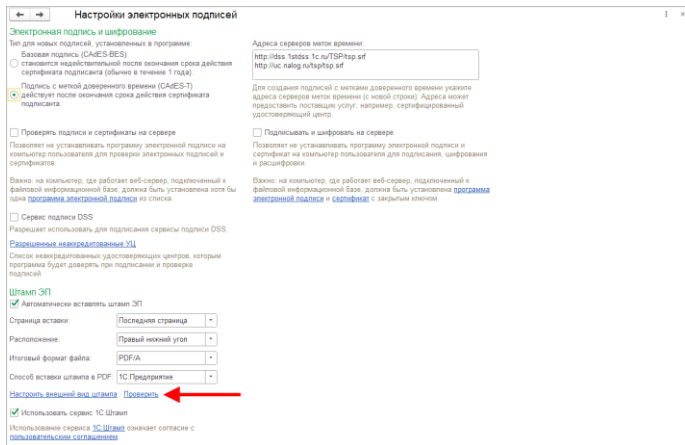 Настройки электронных подписей
Электронная подпись и шифрование
Тип для новых подписей, установленных в программе:
Базовая подпись (CAdES-BES)
становится недействительной после окончания срока действия
сертификата подписанта (обычно в течение 1 года).
Подпись с меткой доверенного времени (CAdES-T)
действует после окончания срока действия сертификата
подписанта.
Адреса серверов меток времени:
http://dss.1stdss.1c.ru/TSP/tsp.srf
http://uc.nalog.ru/tsp/tsp.srf
Для создания подписей с метками доверенного времени укажите
адреса серверов меток времени (с новой строки). Адреса может
предоставить поставщик услуг, например, сертифицированный
удостоверяющий центр.
Проверять подписи и сертификаты на сервере
Позволяет не устанавливать программу электронной подписи на
компьютер пользователя для проверки электронных подписей и
сертификатов.
Важно: на компьютер, где работает веб-сервер, подключенный к
файловой информационной базе, должна быть установлена хотя бы
одна программа электронной подписи из списка.
Подписывать и шифровать на сервере
Позволяет не устанавливать программу электронной подписи и
сертификат на компьютер пользователя для подписания, шифрования
и расшифровки.
Важно: на компьютер, где работает веб-сервер, подключенный к
файловой информационной базе, должна быть установлена программа
электронной подписи и сертификат с закрытым ключом.
Сервис подписи DSS
Разрешает использовать для подписания сервисы подписи DSS.
Разрешенные неаккредитованные УЦ
Список неаккредитованных удостоверяющих центров, которым
программа будет доверять при подписании и проверке
подписей.
Штамп ЭП
Автоматически вставлять штамп ЭП
Страница вставки: Последняя страница
Расположение: Правый нижний угол
Итоговый формат файла: PDF/A
Способ вставки штампа в PDF: 1С:Предприятие
Настроить внешний вид штампа Проверить
Использовать сервис 1С:Штамп
Использование сервиса 1С:Штамп означает согласие с
пользовательским соглашением.